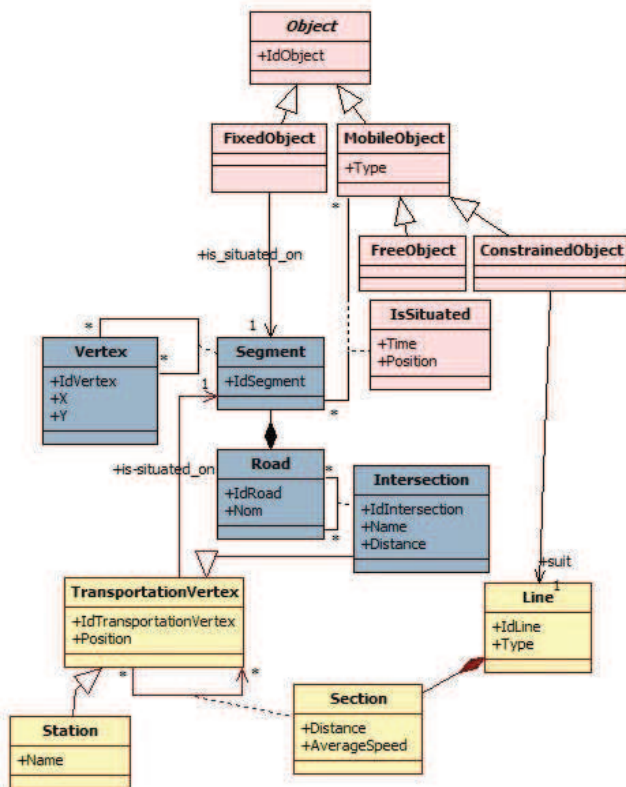 Object
+IdObject
FixedObject
MobileObject
+Type
*
FreeObject
ConstrainedObject
+is_situated_on
IsSituated
+Time
+Position
1
*
*
Vertex
+IdVertex
+X
+Y
Segment
+IdSegment
1
*
+is-situated_on
Road
+IdRoad
+Nom
*
*
Intersection
+IdIntersection
+Name
+Distance
+suit
1
TransportationVertex
+IdTransportationVertex
+Position
*
*
Line
+IdLine
+Type
Station
+Name
Section
+Distance
+AverageSpeed